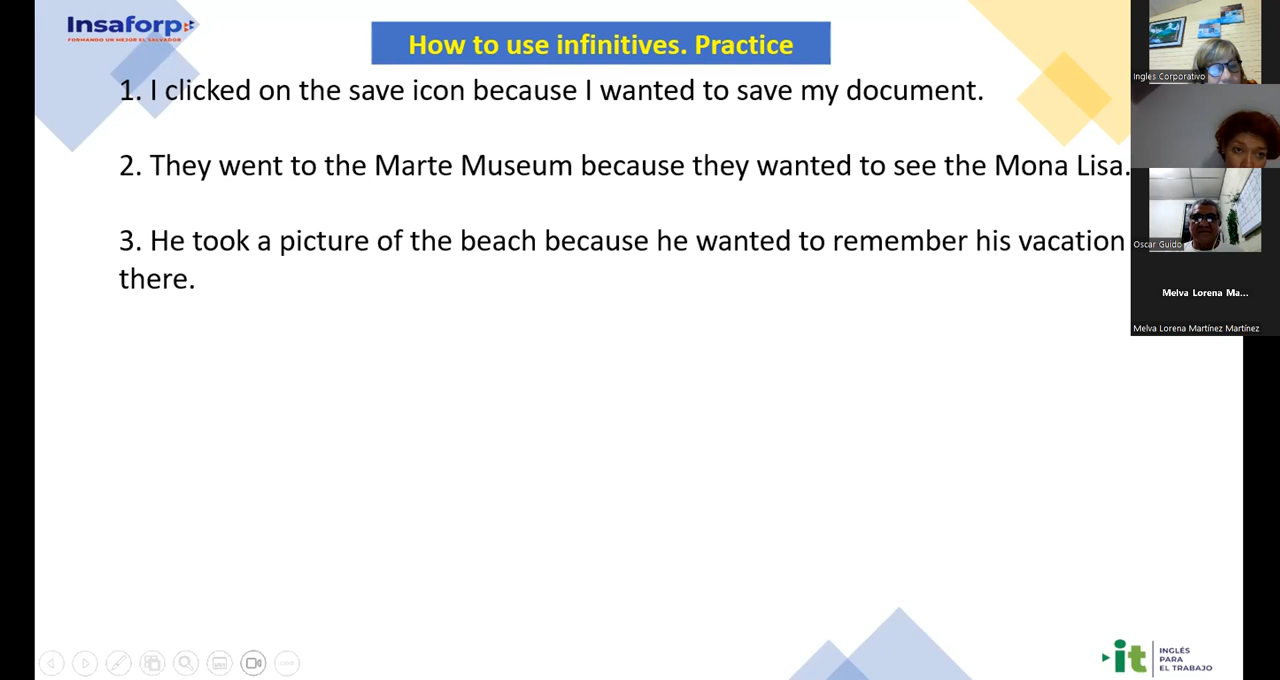 Insaforp
FORMANDO UN MEJOR EL SALVADOR
How to use infinitives. Practice
1. I clicked on the save icon because I wanted to save my document.
2. They went to the Marte Museum because they wanted to see the Mona Lisa.
3. He took a picture of the beach because he wanted to remember his vacation
there.
Ingles Corporativo
Oscar Guido
Melva Lorena Ma...
Melva Lorena Martínez Martínez
it
INGLÉS
PARA
EL TRABAJO